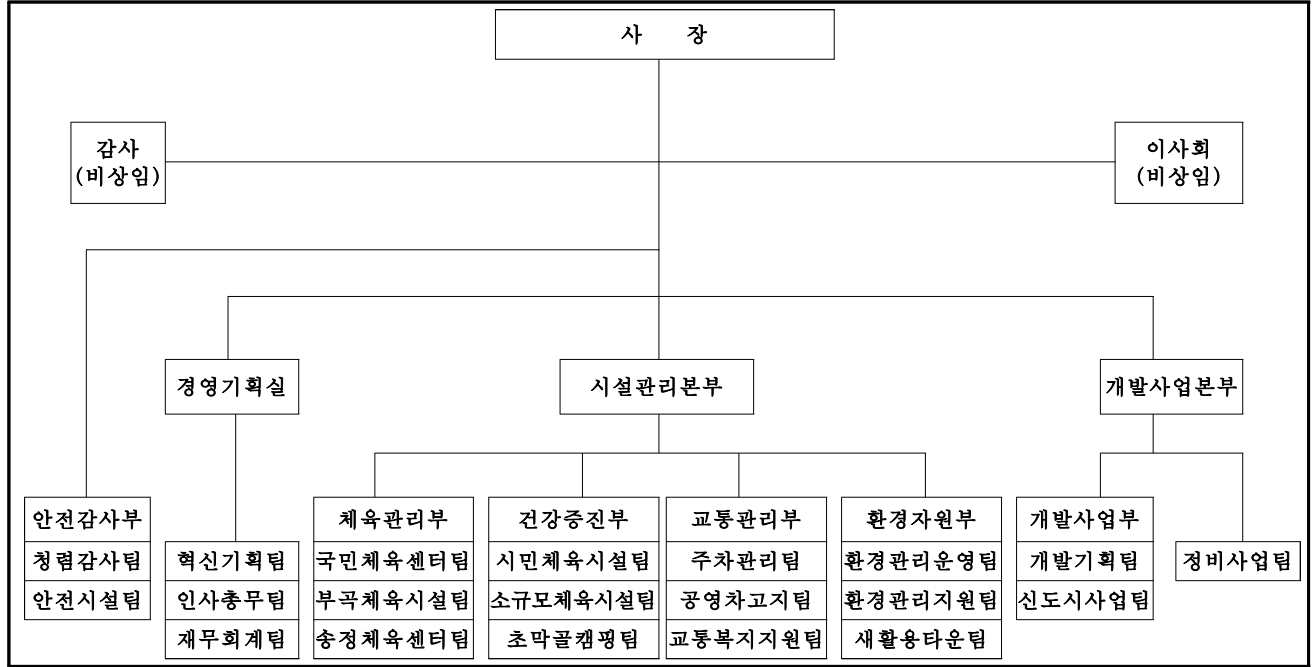 사 장
감사
(비상임)
이사회
(비상임)
경영기획실
시설관리본부
개발사업본부
안전감사부
청렴감사팀
안전시설팀
혁신기획팀
인사총무팀
재무회계팀
체육관리부
국민체육센터팀
부곡체육시설팀
송정체육센터팀
건강증진부
시민체육시설팀
소규모체육시설팀
초막골캠핑팀
교통관리부
주차관리팀
공영차고지팀
교통복지지원팀
환경자원부
환경관리운영팀
환경관리지원팀
새활용타운팀
개발사업부
개발기획팀
신도시사업팀
정비사업팀